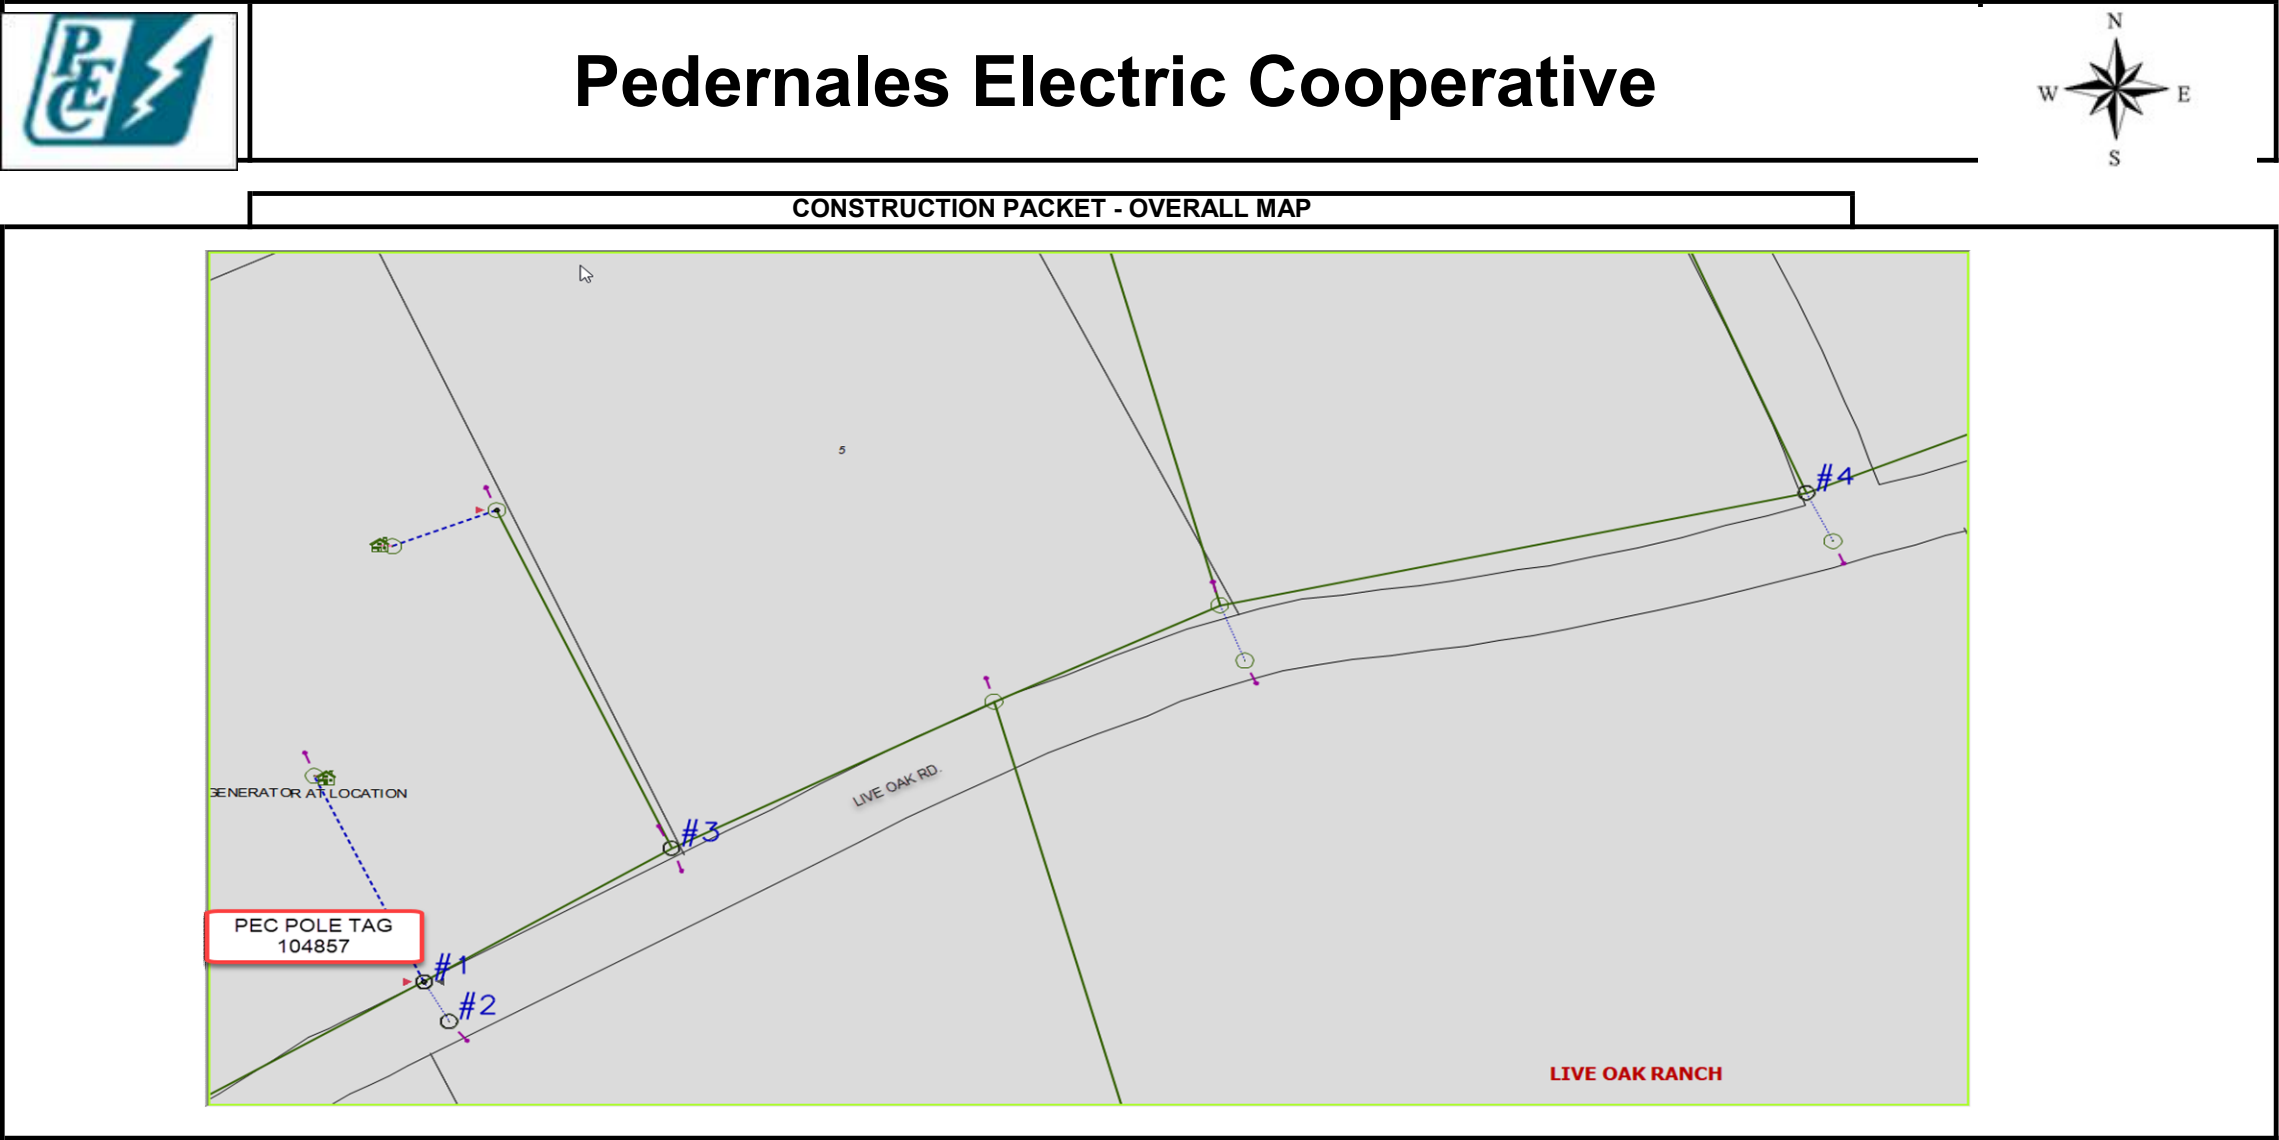 PEC
Pedernales Electric Cooperative
N
W E
S
CONSTRUCTION PACKET - OVERALL MAP
5
#4
#3
LIVE OAK RD.
GENERATOR AT LOCATION
PEC POLE TAG
104857
#1
#2
LIVE OAK RANCH